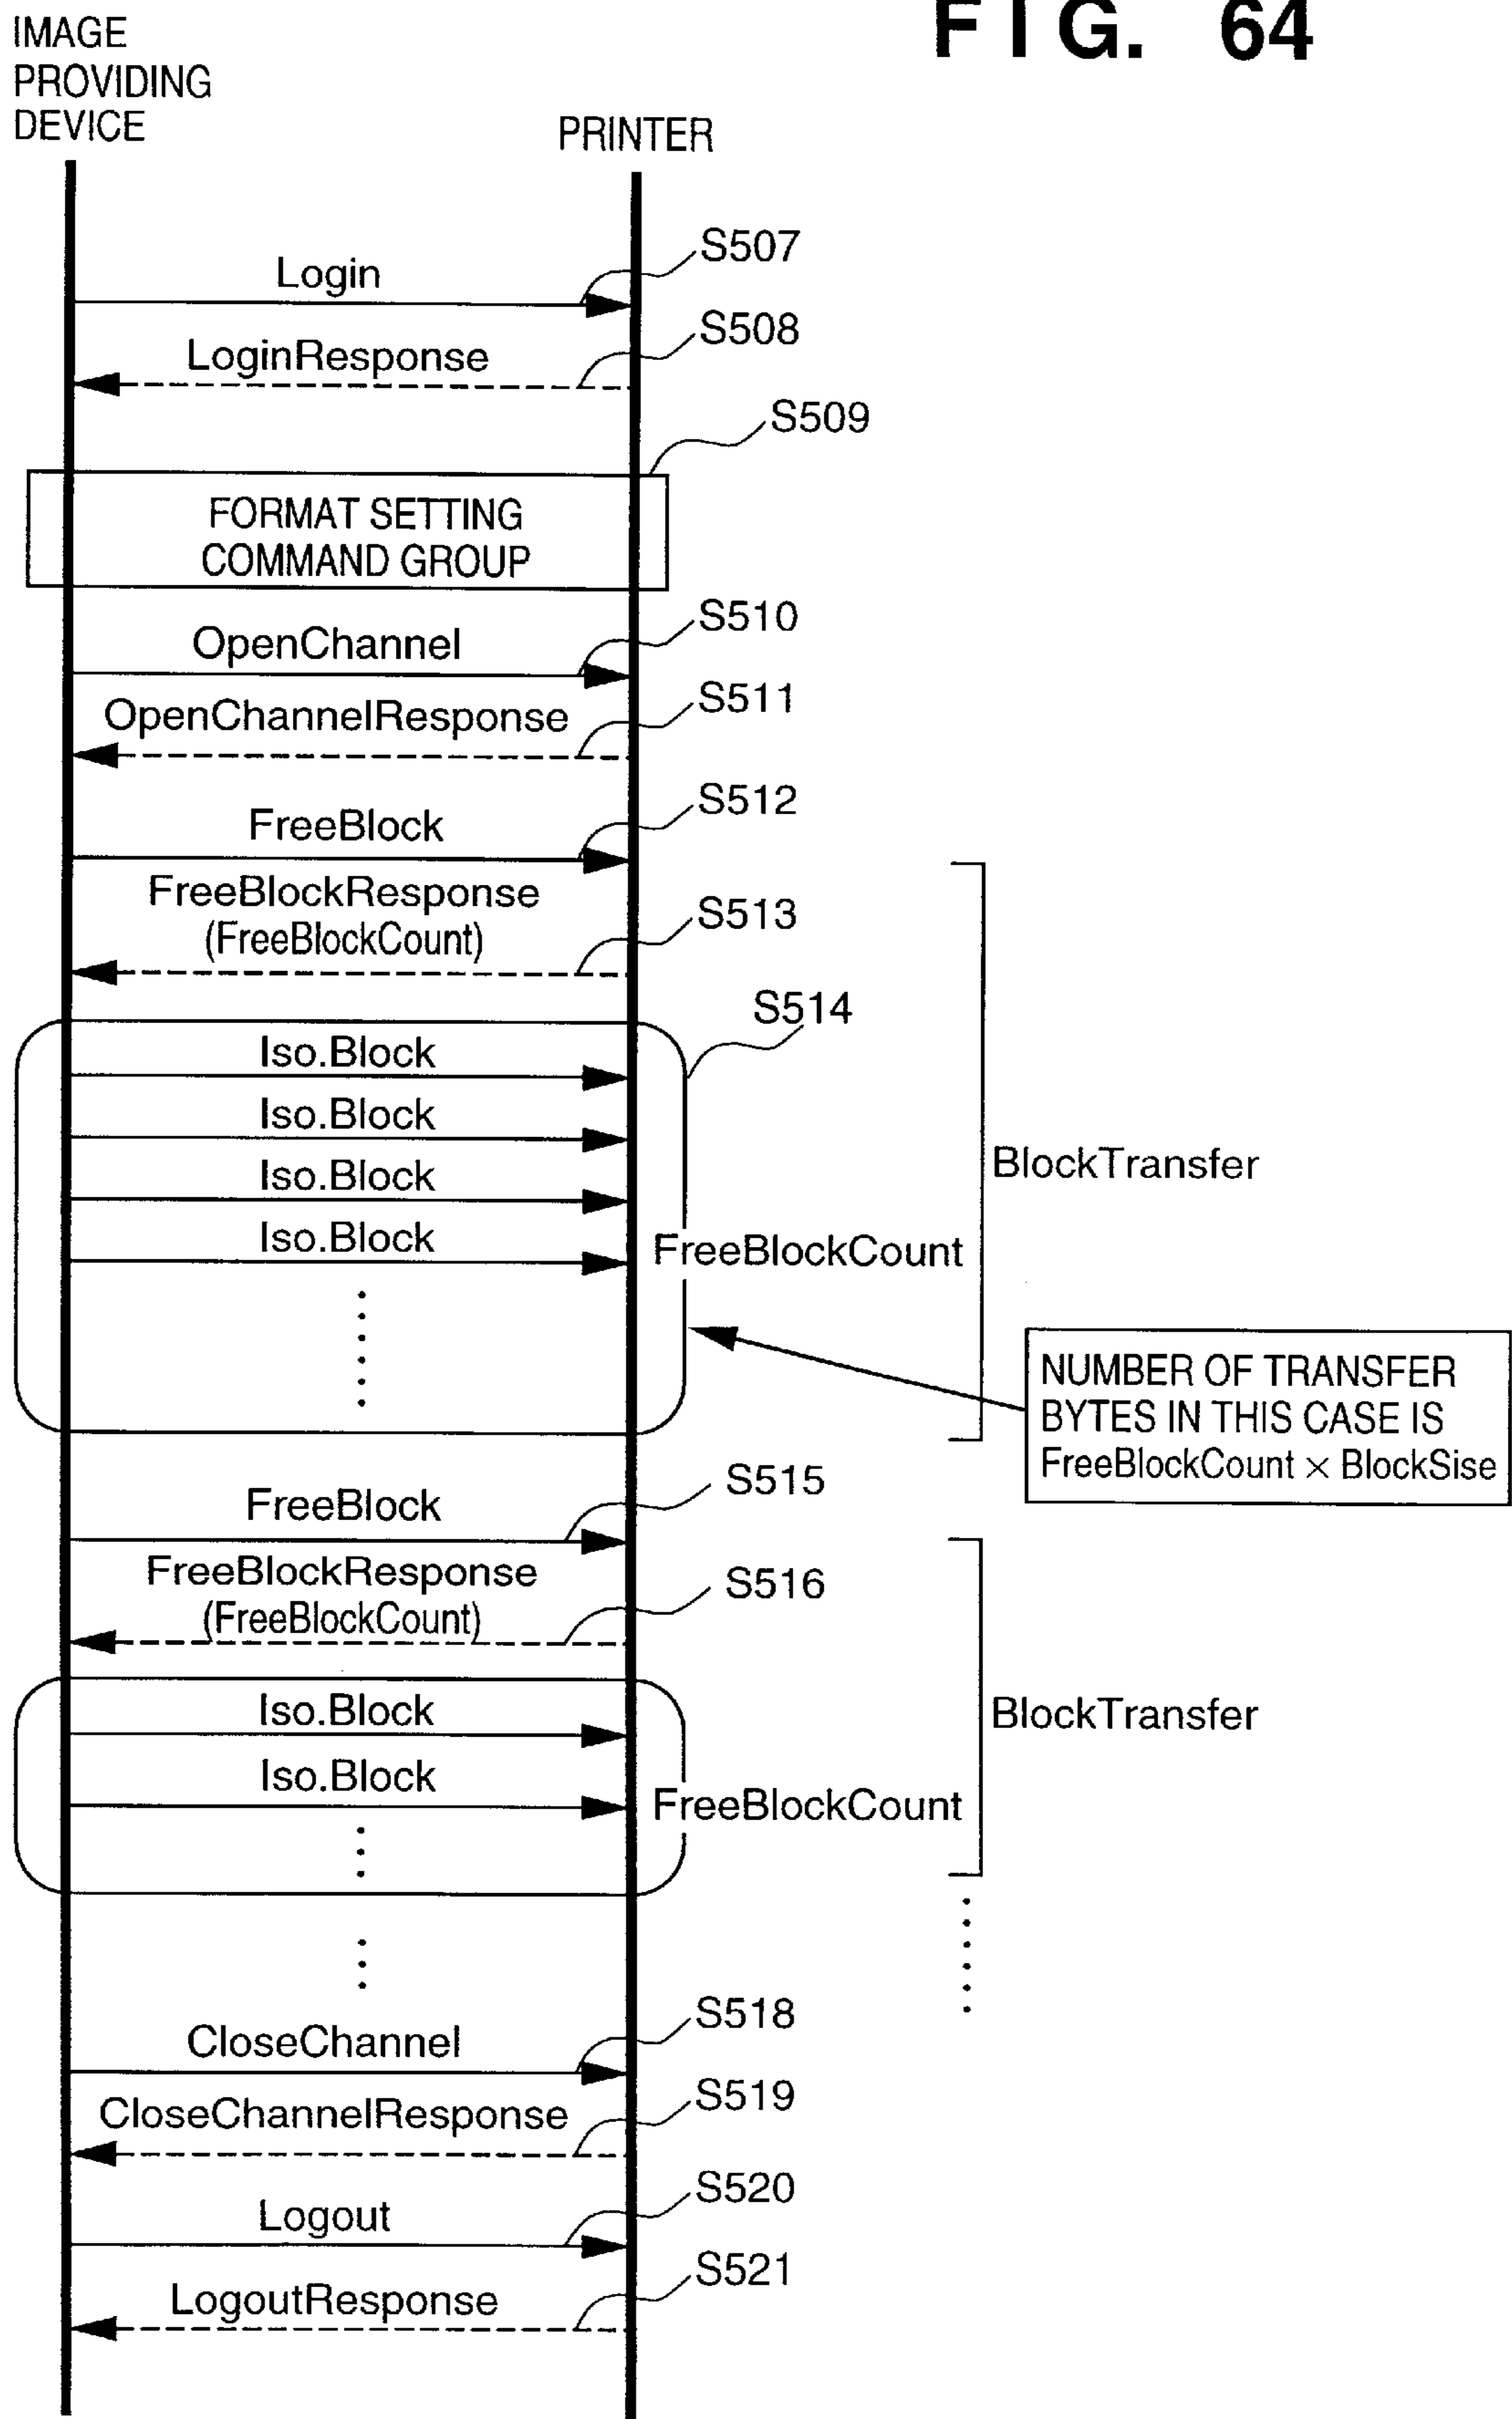 FIG. 64
IMAGE
PROVIDING
DEVICE
PRINTER
S507
Login
S508
LoginResponse
S509
FORMAT SETTING
COMMAND GROUP
S510
OpenChannel
S511
OpenChannelResponse
S512
FreeBlock
FreeBlockResponse
(FreeBlockCount)
S513
S514
Iso.Block
Iso.Block
Iso.Block
Iso.Block
FreeBlockCount
BlockTransfer
NUMBER OF TRANSFER
BYTES IN THIS CASE IS
FreeBlockCount × BlockSise
S515
FreeBlock
FreeBlockResponse
(FreeBlockCount)
S516
Iso.Block
Iso.Block
FreeBlockCount
BlockTransfer
S518
CloseChannel
S519
CloseChannelResponse
S520
Logout
S521
LogoutResponse